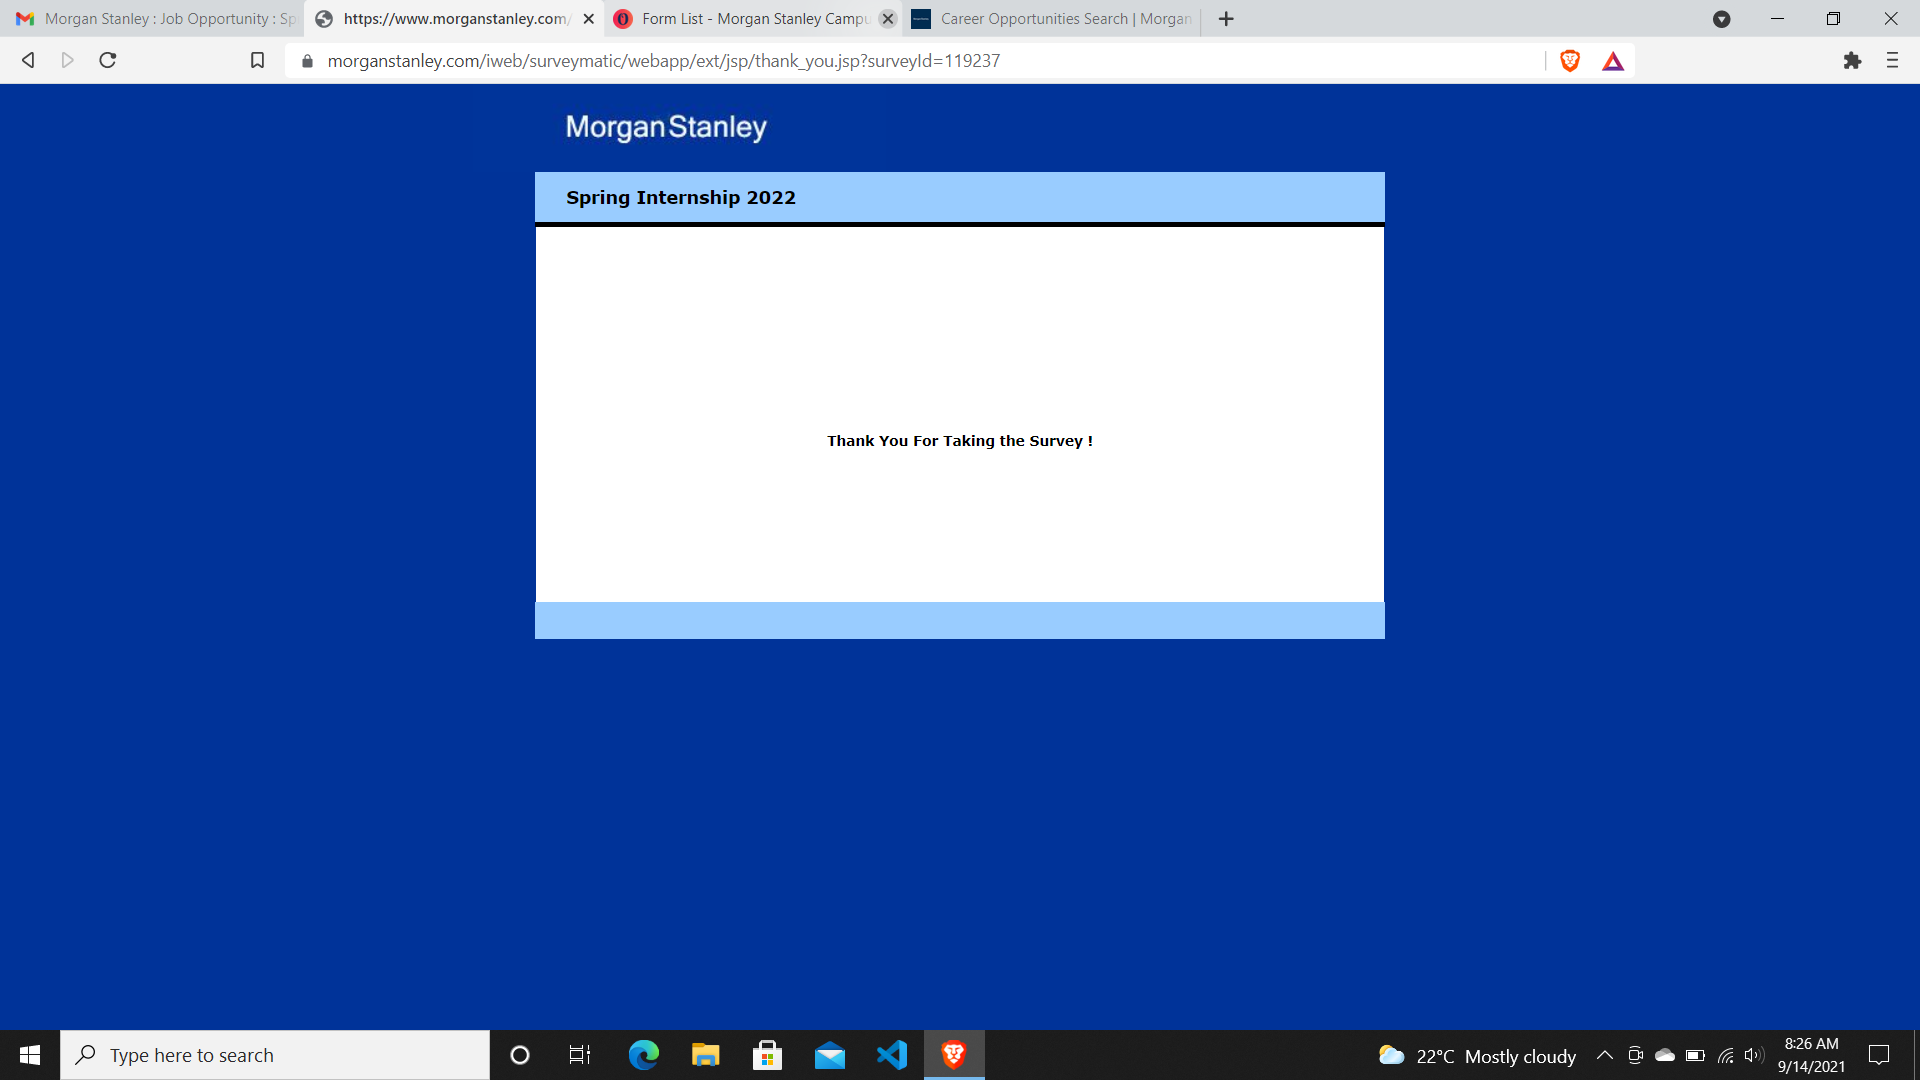 Morgan Stanley : Job Opportunity : Sp
https://www.morganstanley.com/
Form List - Morgan Stanley Campu
Career Opportunities Search | Morgan
morganstanley.com/iweb/surveymatic/webapp/ext/jsp/thank_you.jsp?surveyId=119237
Morgan Stanley
Spring Internship 2022
Thank You For Taking the Survey !
Type here to search
22°C Mostly cloudy
8:26 AM
9/14/2021